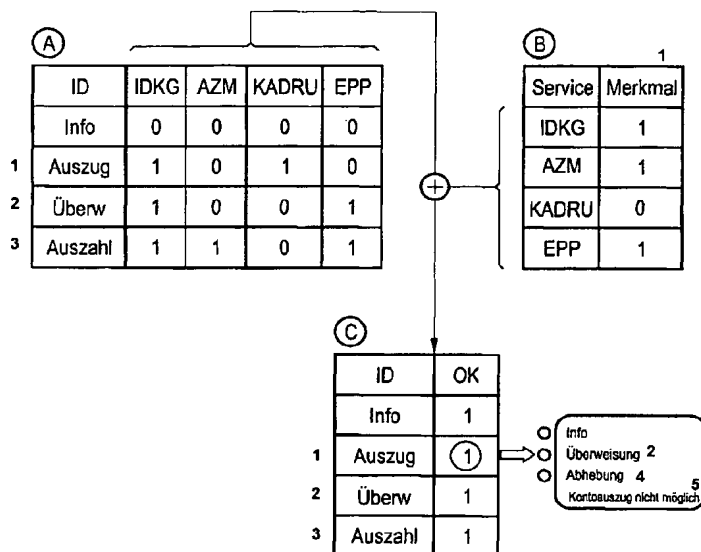 A
ID IDKG AZM KADRU EPP
Info 0 0 0 0
1 Auszug 1 0 1 0
2 Überw 1 0 0 1
3 Auszahl 1 1 0 1
B
1
Service Merkmal
IDKG 1
AZM 1
KADRU 0
EPP 1
+
C
ID OK
Info 1
1 Auszug 1
2 Überw 1
3 Auszahl 1
Info
Überweisung 2
Abhebung 4
5
Kontoauszug nicht möglich